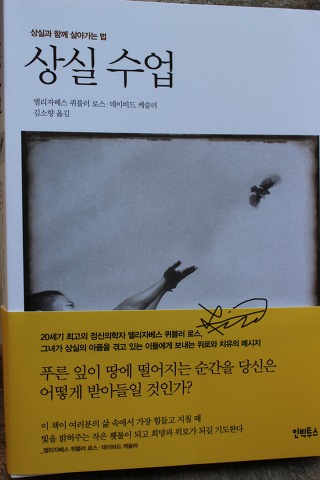 상실과 함께 살아가는 법
상실 수업
엘리자베스 퀴블러 로스·데이비드 케슬러
김소향 옮김
20세기 최고의 정신의학자 엘리자베스 퀴블러 로스,
그녀가 상실의 아픔을 겪고 있는 이들에게 보내는 위로와 치유의 메시지
푸른 잎이 땅에 떨어지는 순간을 당신은
어떻게 받아들일 것인가?
이 책이 여러분의 삶 속에서 가장 힘들고 지칠 때
빛을 밝혀주는 작은 횃불이 되고 희망과 위로가 되길 기도한다
_엘리자베스 퀴블러 로스·데이비드 케슬러
인빅투스